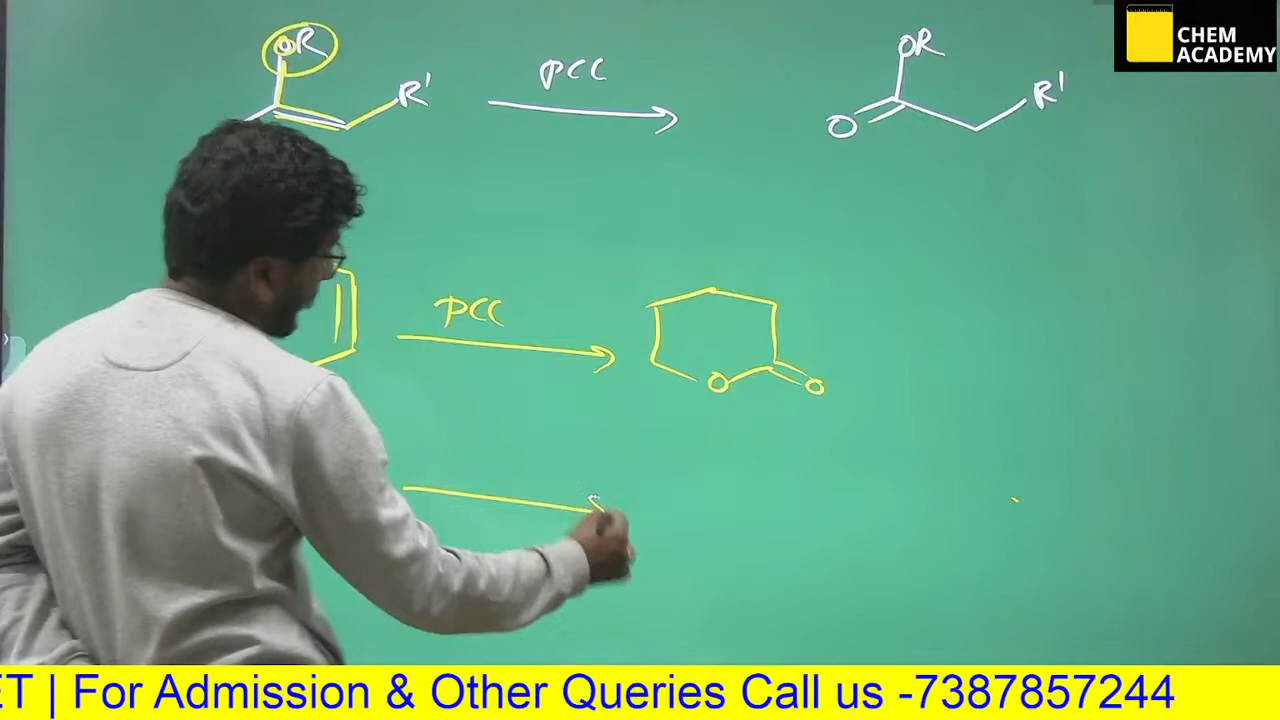 OR
R'
PCC
OR
O
R'
CHEM
ACADEMY
PCC
O
O
ET | For Admission & Other Queries Call us -7387857244